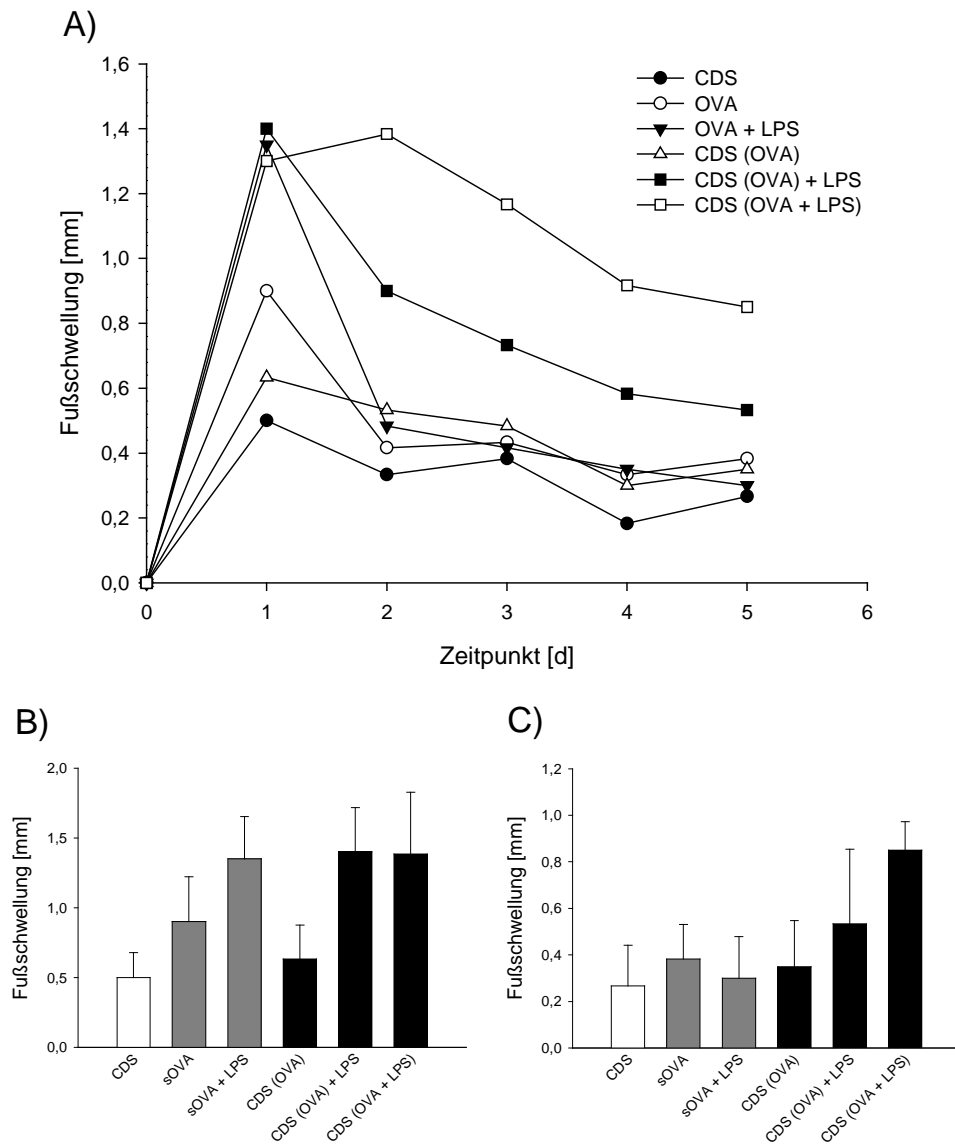 A)
Fußschwellung [mm]
1,6
1,4
1,2
1,0
0,8
0,6
0,4
0,2
0,0
CDS
OVA
OVA + LPS
CDS (OVA)
CDS (OVA) + LPS
CDS (OVA + LPS)
0 1 2 3 4 5 6
Zeitpunkt [d]
B)
Fußschwellung [mm]
2,0
1,5
1,0
0,5
0,0
CDS
sOVA
sOVA + LPS
CDS (OVA)
CDS (OVA) + LPS
CDS (OVA + LPS)
C)
Fußschwellung [mm]
1,2
1,0
0,8
0,6
0,4
0,2
0,0
CDS
sOVA
sOVA + LPS
CDS (OVA)
CDS (OVA) + LPS
CDS (OVA + LPS)